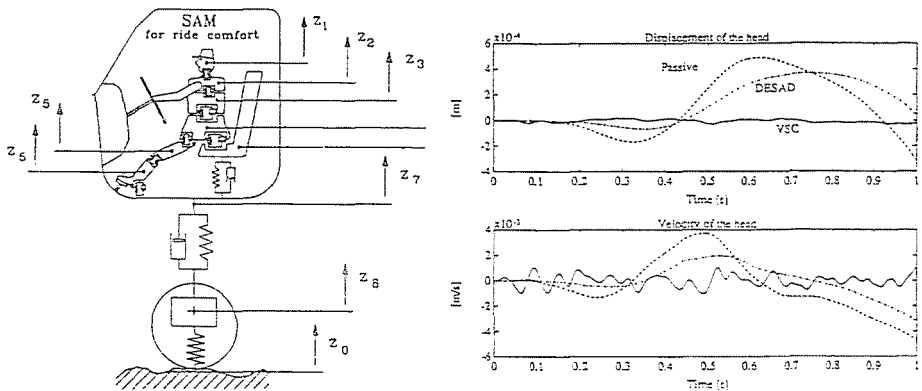 SAM
for ride comfort
z₁
z₂
z₃
z₅
z₅
z₇
z₈
z₀
Displacement of the head
x10⁻⁴
6
4
2
0
-2
-4
[m]
Passive
DESAD
VSC
0 0.1 0.2 0.3 0.4 0.5 0.6 0.7 0.8 0.9 1
Time [s]
Velocity of the head
4
2
0
-2
-4
-6
[m/s]
0 0.1 0.2 0.3 0.4 0.5 0.6 0.7 0.8 0.9 1
Time [s]